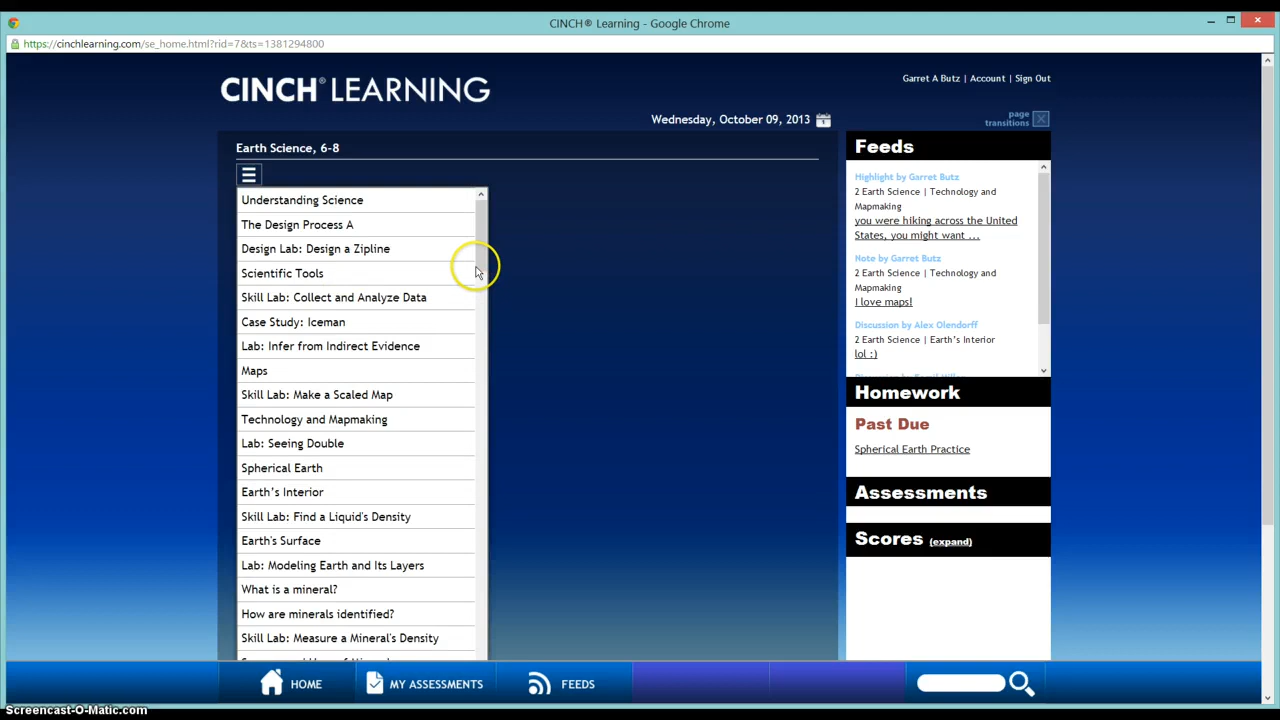 CINCH® Learning - Google Chrome
https://cinchlearning.com/se_home.html?rid=7&ts=1381294800
CINCH® LEARNING
Garret A Butz | Account | Sign Out
Wednesday, October 09, 2013
page
transitions
Earth Science, 6-8
Understanding Science
The Design Process A
Design Lab: Design a Zipline
Scientific Tools
Skill Lab: Collect and Analyze Data
Case Study: Iceman
Lab: Infer from Indirect Evidence
Maps
Skill Lab: Make a Scaled Map
Technology and Mapmaking
Lab: Seeing Double
Spherical Earth
Earth’s Interior
Skill Lab: Find a Liquid's Density
Earth's Surface
Lab: Modeling Earth and Its Layers
What is a mineral?
How are minerals identified?
Skill Lab: Measure a Mineral's Density
Feeds
Highlight by Garret Butz
2 Earth Science | Technology and
Mapmaking
you were hiking across the United
States, you might want ...
Note by Garret Butz
2 Earth Science | Technology and
Mapmaking
I love maps!
Discussion by Alex Olendorff
2 Earth Science | Earth’s Interior
lol :)
Homework
Past Due
Spherical Earth Practice
Assessments
Scores (expand)
HOME
MY ASSESSMENTS
FEEDS
Screencast-O-Matic.com